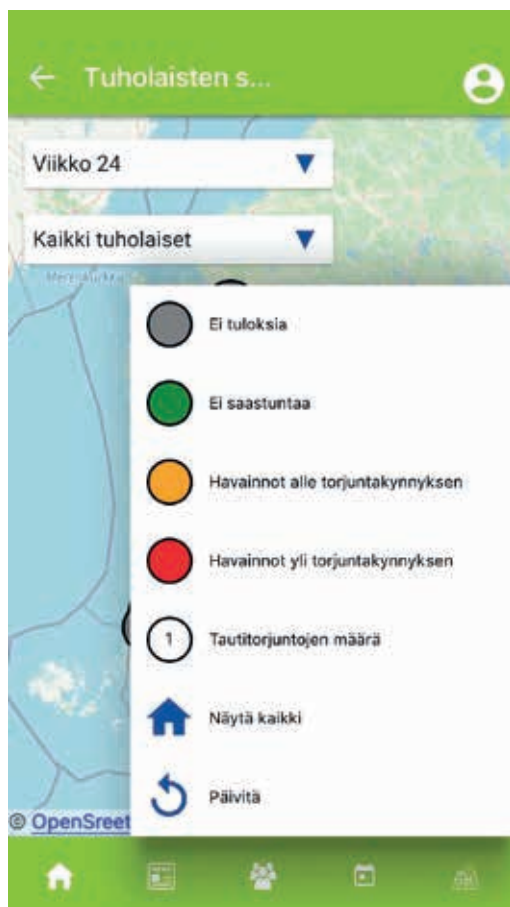 Tuholaisten s...
Viikko 24
Kaikki tuholaiset
Ei tuloksia
Ei saastuntaa
Havainnot alle torjuntakynnyksen
Havainnot yli torjuntakynnyksen
1 Tautitorjuntojen määrä
Näytä kaikki
Päivitä
© OpenSreet